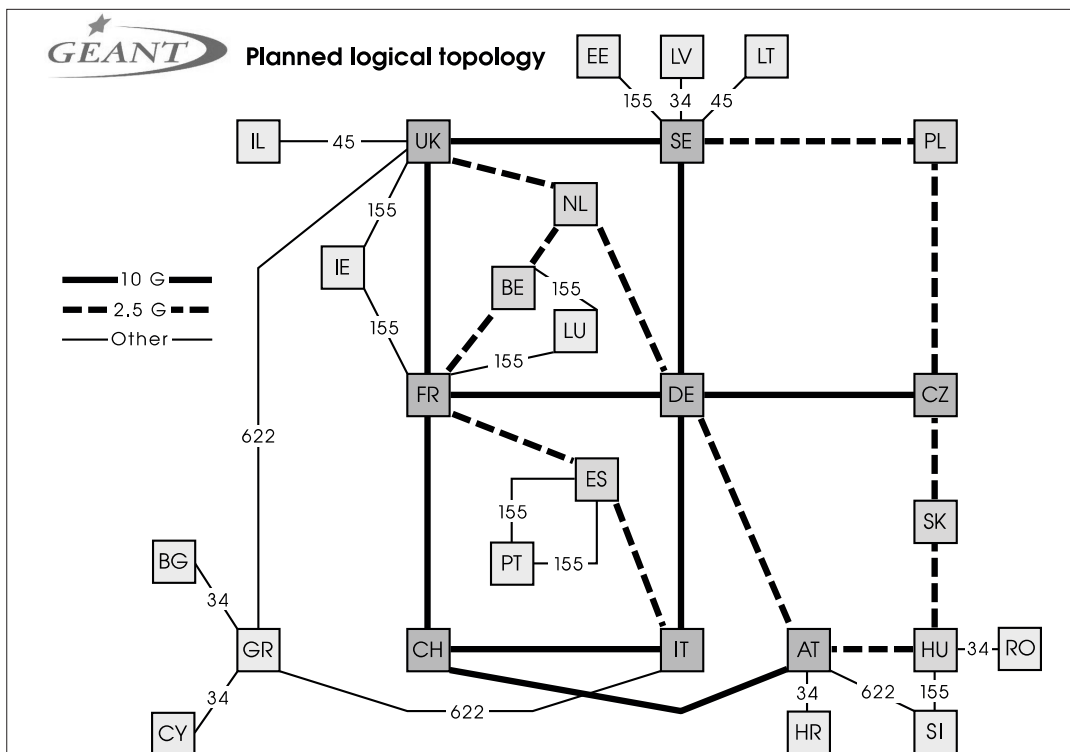 GEANT
Planned logical topology
EE
LV
LT
155
34
45
IL
45
UK
SE
PL
NL
155
IE
BE
155
10 G
2.5 G
Other
155
LU
155
FR
DE
CZ
622
ES
155
SK
PT
155
BG
34
GR
CH
IT
AT
HU
34
RO
34
622
34
622
155
CY
HR
SI